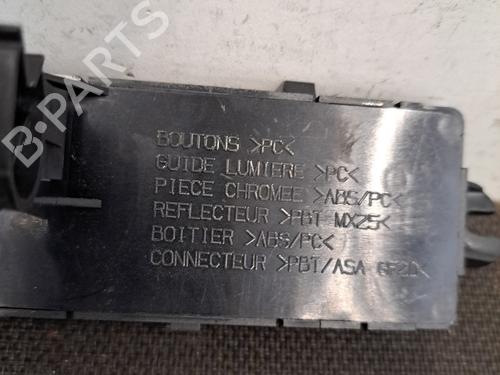 B-PARTS
BOUTONS >PC<
GUIDE LUMIERE >PC<
PIECE CHROMEE >ABS/PC<
REFLECTEUR >PBT MX25<
BOITIER >ABS/PC<
CONNECTEUR >PBT/ASA GF20<